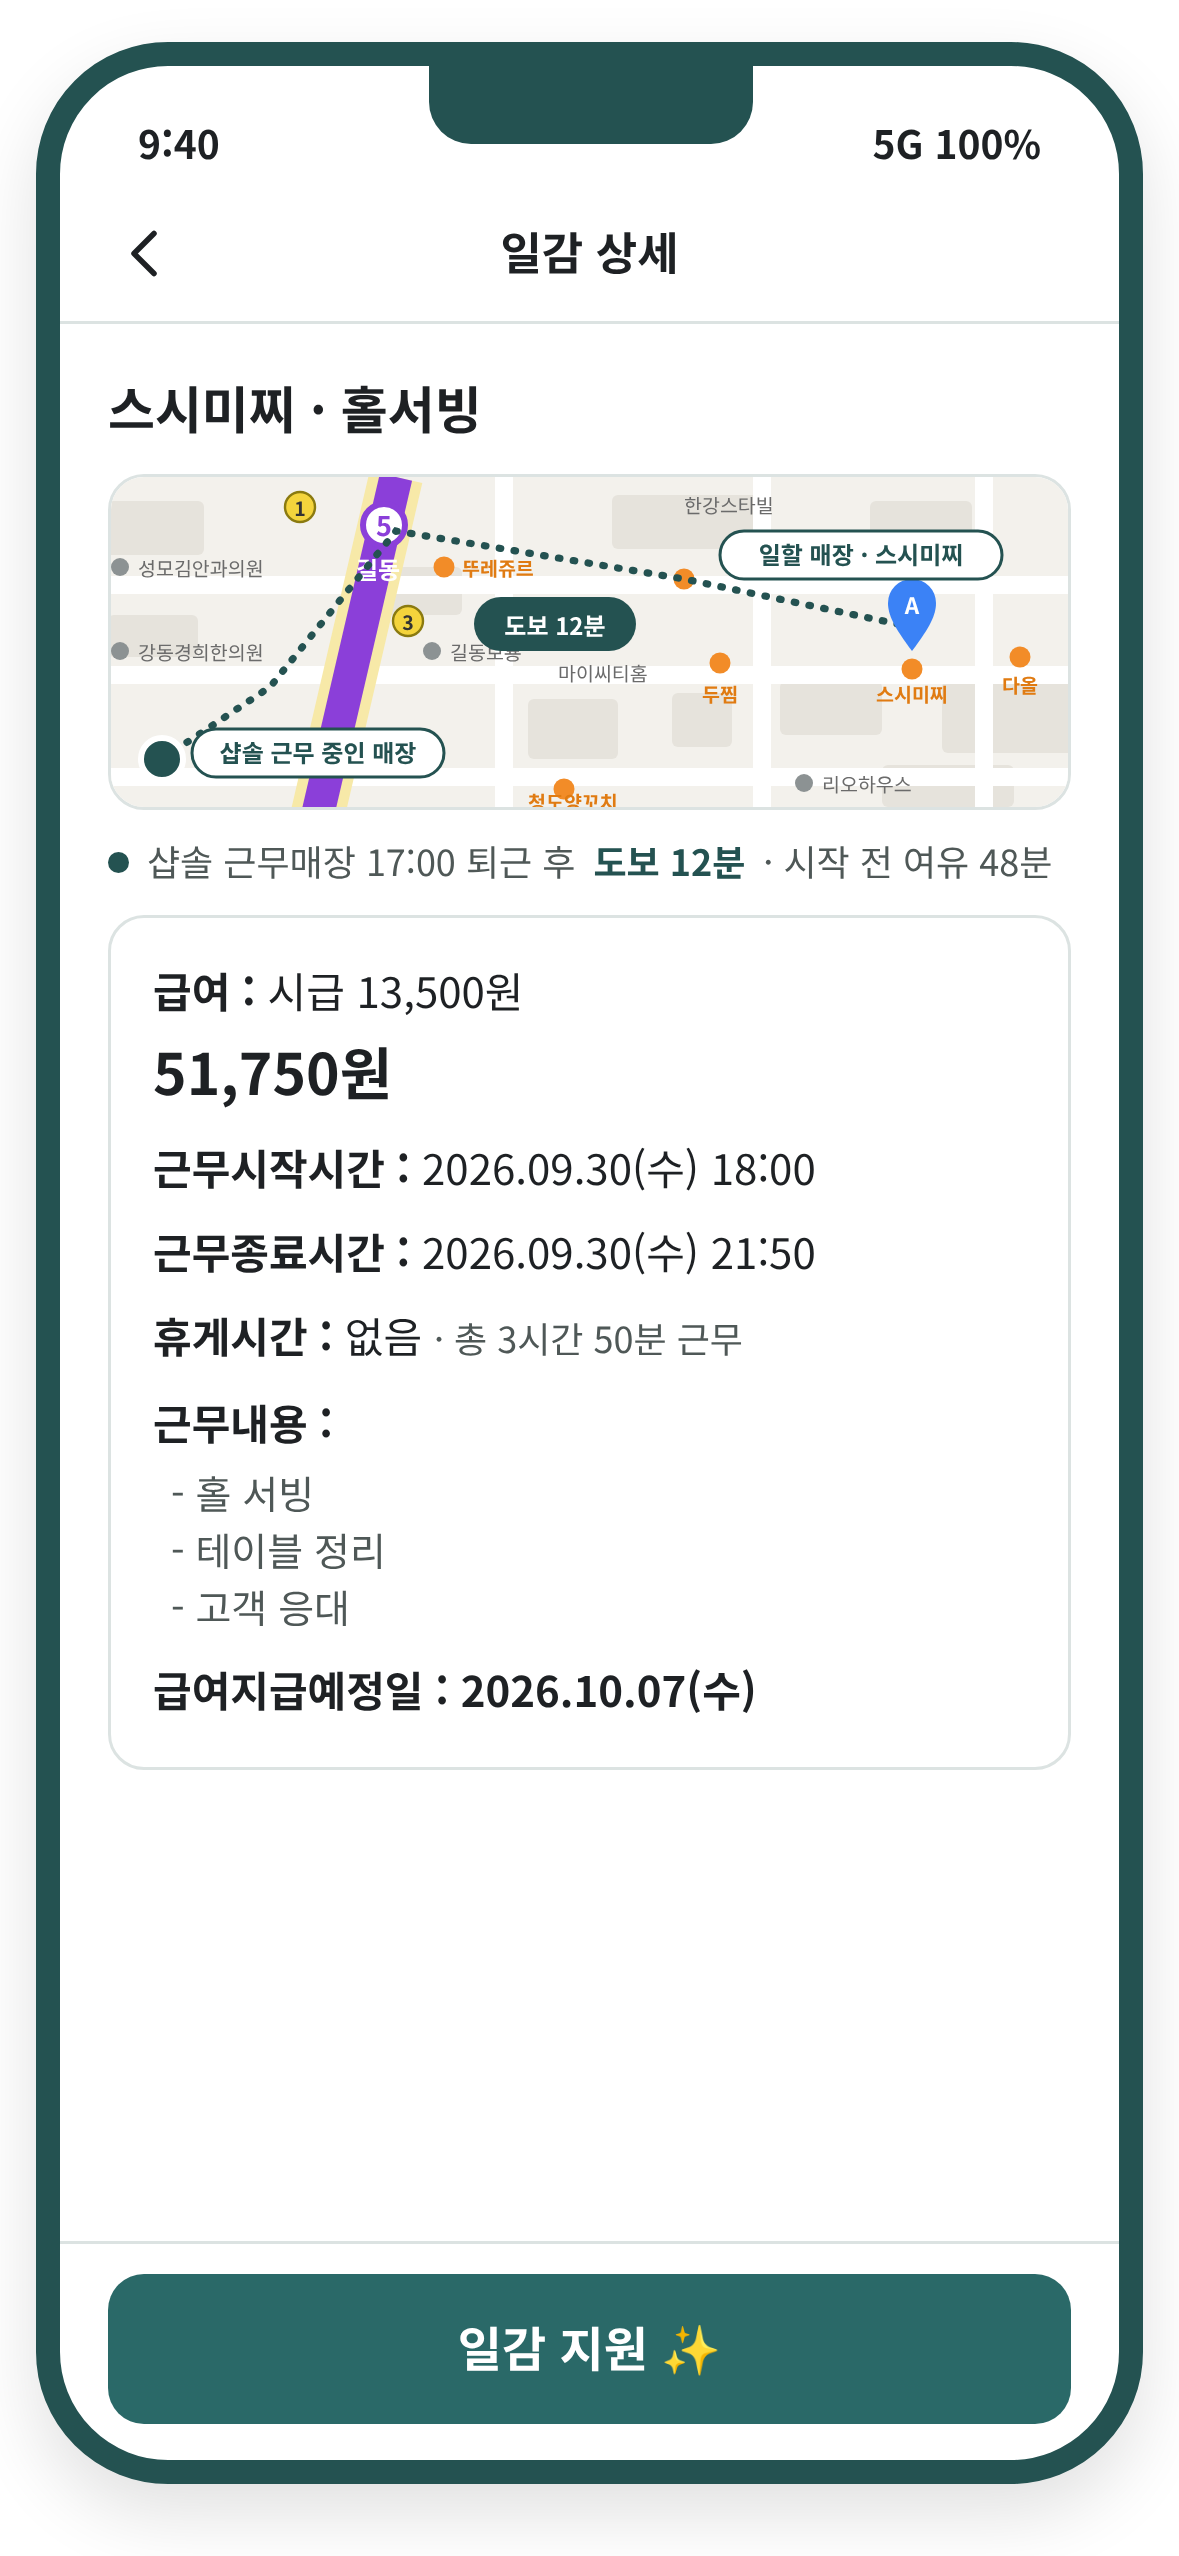 9:40
5G 100%
일감 상세
스시미찌 · 홀서빙
1
5
한강스타빌
일할 매장 · 스시미찌
성모김안과의원
길동
뚜레쥬르
A
3
도보 12분
강동경희한의원
마이씨티홈
두찜
스시미찌
다올
샵솔 근무 중인 매장
리오하우스
청도양꼬치
샵솔 근무매장 17:00 퇴근 후 도보 12분 · 시작 전 여유 48분
급여 : 시급 13,500원
51,750원
근무시작시간 : 2026.09.30(수) 18:00
근무종료시간 : 2026.09.30(수) 21:50
휴게시간 : 없음 · 총 3시간 50분 근무
근무내용 :
- 홀 서빙
- 테이블 정리
- 고객 응대
급여지급예정일 : 2026.10.07(수)
일감 지원 ✨